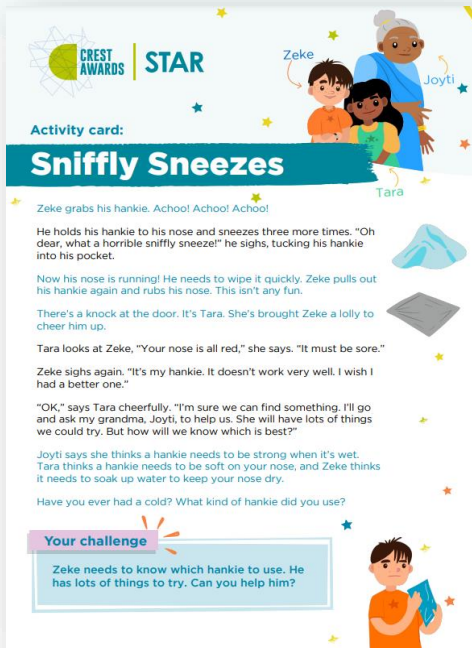 CREST
AWARDS
STAR
Zeke
Joyti
Tara
Activity card:
Sniffly Sneezes
Zeke grabs his hankie. Achoo! Achoo! Achoo!
He holds his hankie to his nose and sneezes three more times. “Oh
dear, what a horrible sniffly sneeze!” he sighs, tucking his hankie
into his pocket.
Now his nose is running! He needs to wipe it quickly. Zeke pulls out
his hankie again and rubs his nose. This isn’t any fun.
There’s a knock at the door. It’s Tara. She’s brought Zeke a lolly to
cheer him up.
Tara looks at Zeke, “Your nose is all red,” she says. “It must be sore.”
Zeke sighs again. “It’s my hankie. It doesn’t work very well. I wish I
had a better one.”
“OK,” says Tara cheerfully. “I’m sure we can find something. I’ll go
and ask my grandma, Joyti, to help us. She will have lots of things
we could try. But how will we know which is best?”
Joyti says she thinks a hankie needs to be strong when it’s wet.
Tara thinks a hankie needs to be soft on your nose, and Zeke thinks
it needs to soak up water to keep your nose dry.
Have you ever had a cold? What kind of hankie did you use?
Your challenge
Zeke needs to know which hankie to use. He
has lots of things to try. Can you help him?